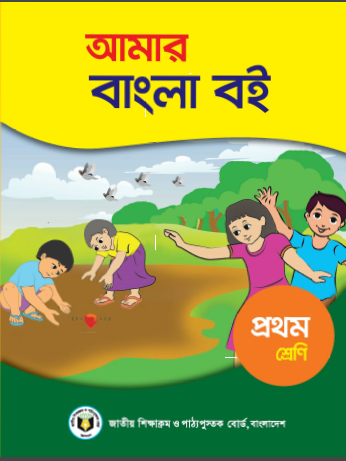 আমার
বাংলা বই
প্রথম
শ্রেণি
জাতীয় শিক্ষাক্রম ও পাঠ্যপুস্তক বোর্ড, বাংলাদেশ